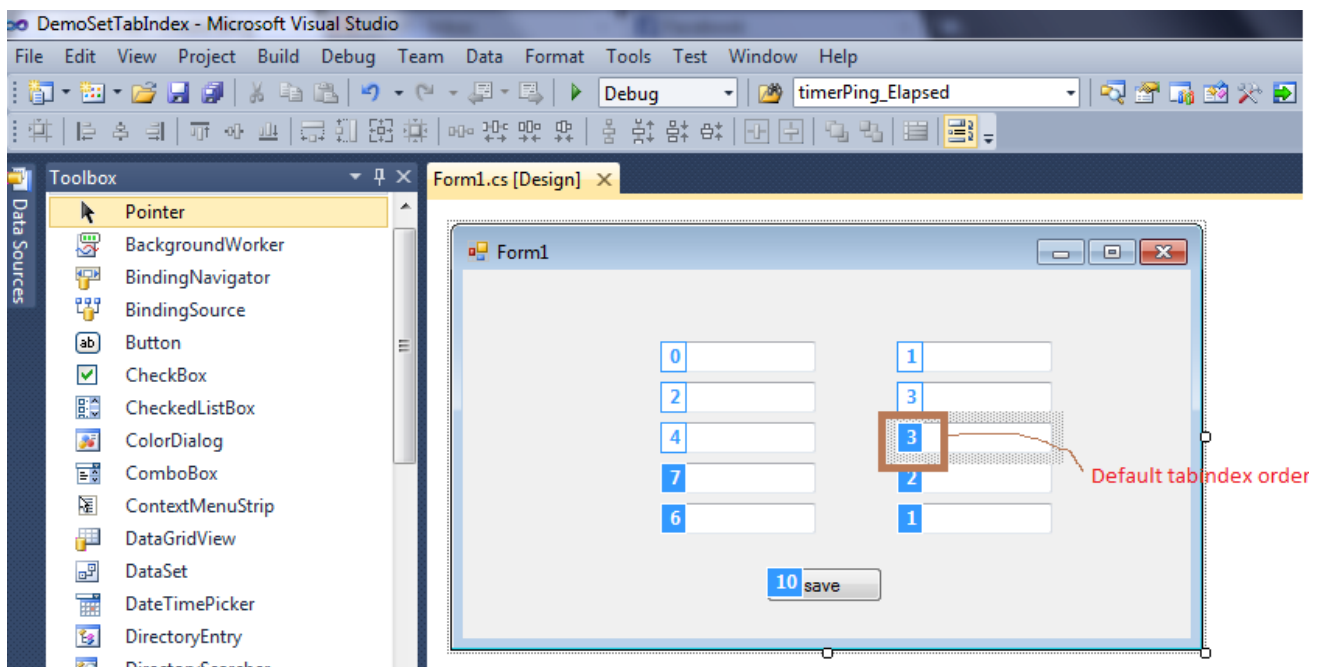 DemoSetTabIndex - Microsoft Visual Studio
File Edit View Project Build Debug Team Data Format Tools Test Window Help
Debug timerPing_Elapsed
Data Sources
Toolbox
Pointer
BackgroundWorker
BindingNavigator
BindingSource
ab Button
CheckBox
CheckedListBox
ColorDialog
ComboBox
ContextMenuStrip
DataGridView
DataSet
DateTimePicker
DirectoryEntry
DirectorySearcher
Form1.cs [Design]
Form1
0 1
2 3
4 3
Default tabindex order
7 2
6 1
10 save